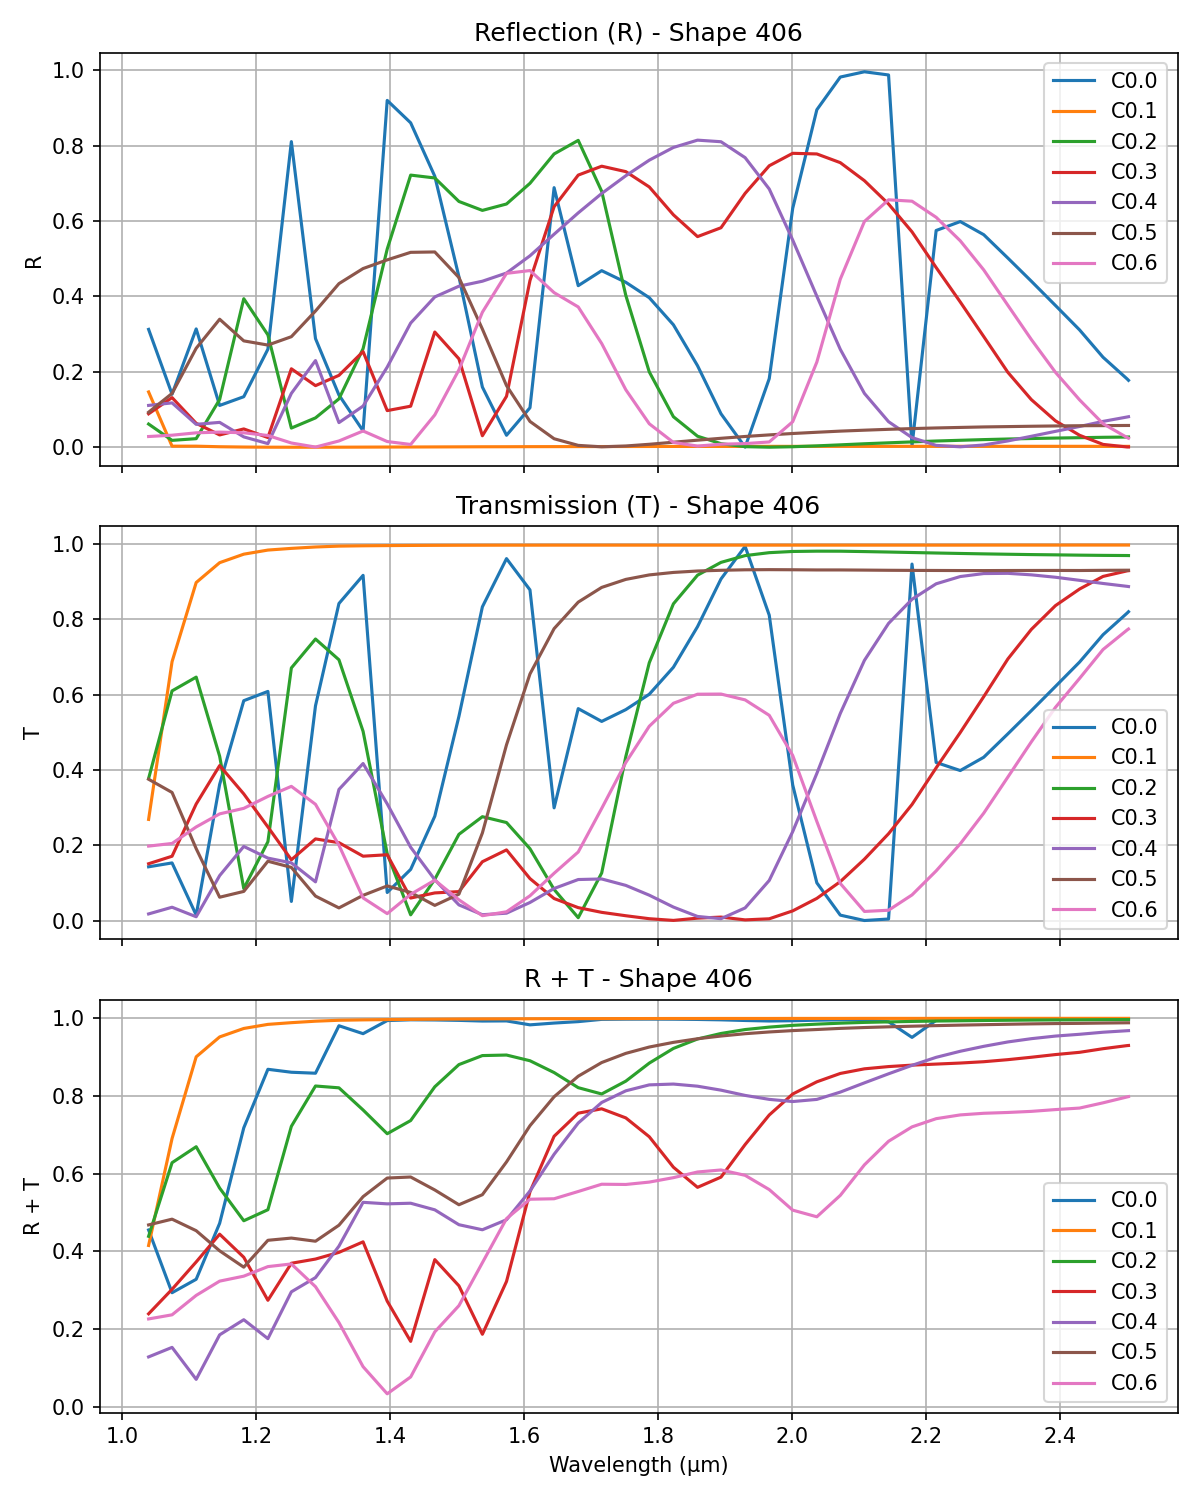 Reflection (R) - Shape 406
1.0
0.8
0.6
0.4
0.2
0.0
R
C0.0
C0.1
C0.2
C0.3
C0.4
C0.5
C0.6
Transmission (T) - Shape 406
1.0
0.8
0.6
0.4
0.2
0.0
T
C0.0
C0.1
C0.2
C0.3
C0.4
C0.5
C0.6
R + T - Shape 406
1.0
0.8
0.6
0.4
0.2
0.0
R + T
C0.0
C0.1
C0.2
C0.3
C0.4
C0.5
C0.6
1.0 1.2 1.4 1.6 1.8 2.0 2.2 2.4
Wavelength (μm)